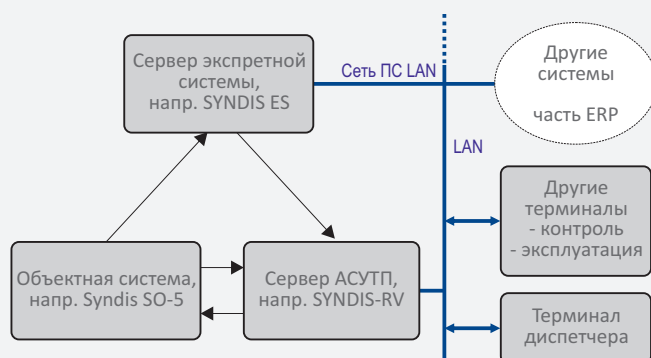 Сервер экспретной
системы,
напр. SYNDIS ES
Сеть ПС LAN
Другие
системы
часть ERP
LAN
Другие
терминалы
- контроль
- эксплуатация
Объектная система,
напр. Syndis SO-5
Сервер АСУТП,
напр. SYNDIS-RV
Терминал
диспетчера